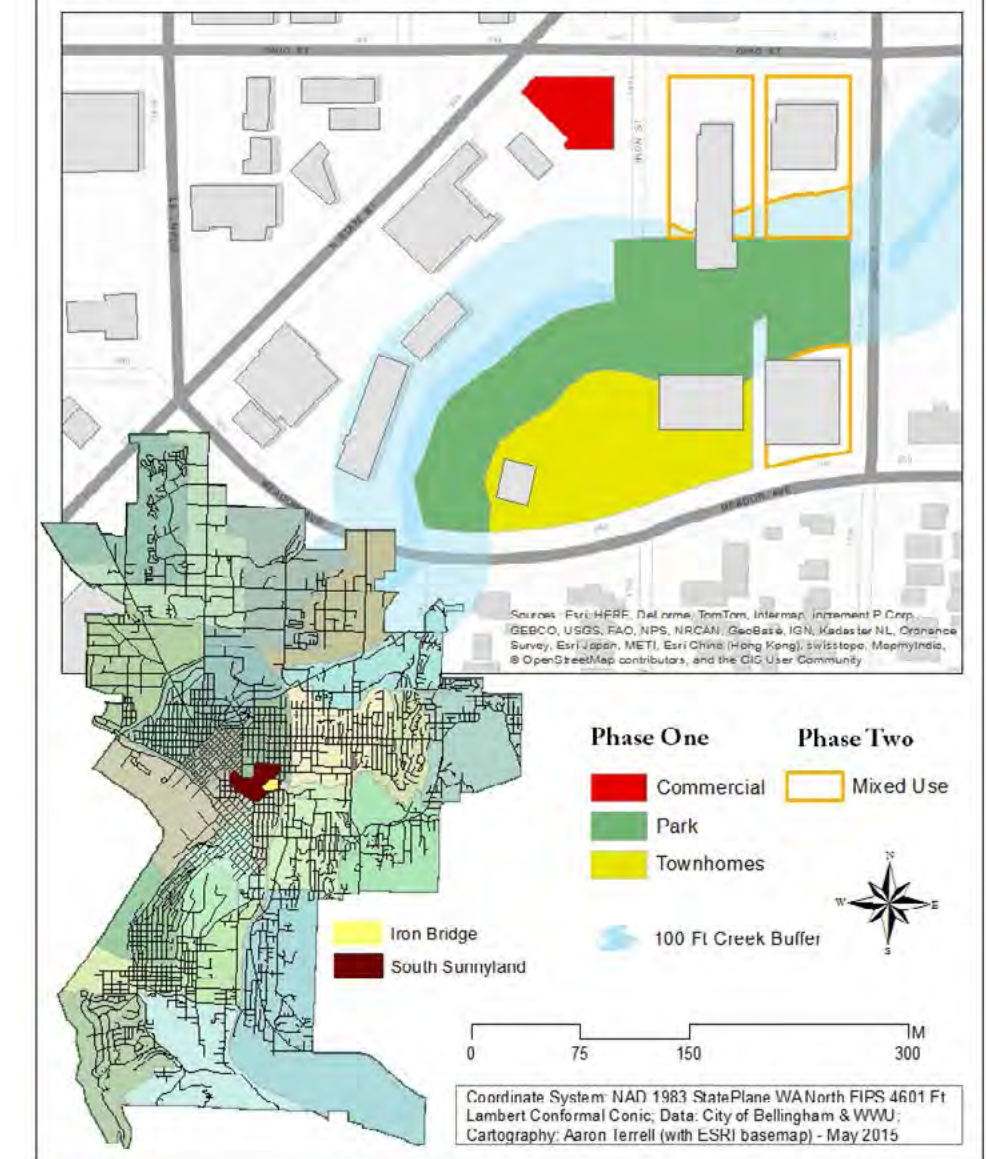 OHIO ST
OHIO ST
MEADOR AVE
Sources: Esri, HERE, DeLorme, TomTom, Intermap, increment P Corp.,
GEBCO, USGS, FAO, NPS, NRCAN, GeoBase, IGN, Kadaster NL, Ordnance
Survey, Esri Japan, METI, Esri China (Hong Kong), swisstopo, MapmyIndia,
© OpenStreetMap contributors, and the GIS User Community
Phase One
Phase Two
Commercial
Mixed Use
Park
Townhomes
N
W
E
S
100 Ft Creek Buffer
Iron Bridge
South Sunnyland
M
0
75
150
300
Coordinate System: NAD 1983 StatePlane WA North FIPS 4601 Ft
Lambert Conformal Conic; Data: City of Bellingham & WWU;
Cartography: Aaron Terrell (with ESRI basemap) - May 2015